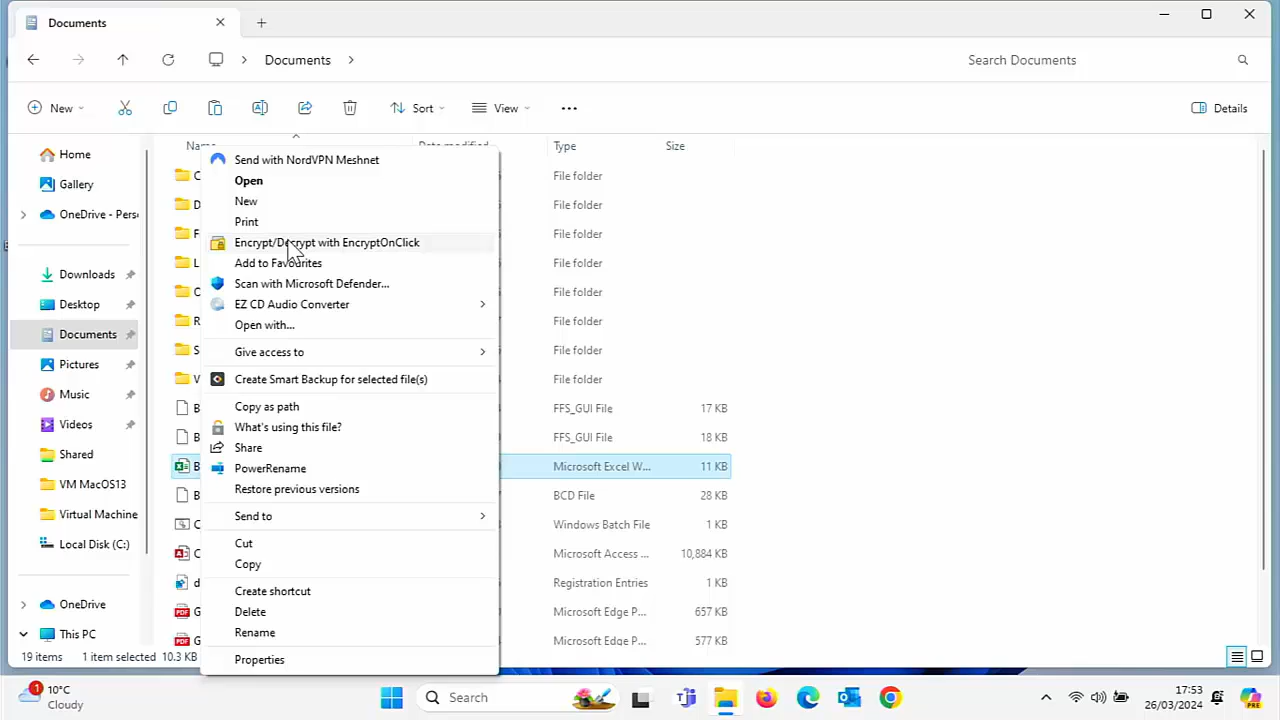 Documents
Documents
Search Documents
New
Sort
View
Details
Home
Gallery
OneDrive - Pers
Downloads
Desktop
Documents
Pictures
Music
Videos
Shared
VM MacOS13
Virtual Machine
Local Disk (C:)
OneDrive
This PC
Type
Size
Send with NordVPN Meshnet
Open
New
Print
Encrypt/Decrypt with EncryptOnClick
Add to Favourites
Scan with Microsoft Defender...
EZ CD Audio Converter
Open with...
Give access to
Create Smart Backup for selected file(s)
Copy as path
What's using this file?
Share
PowerRename
Restore previous versions
Send to
Cut
Copy
Create shortcut
Delete
Rename
Properties
C File folder
D File folder
F File folder
L File folder
O File folder
R File folder
S File folder
V File folder
B FFS_GUI File 17 KB
B FFS_GUI File 18 KB
B Microsoft Excel W... 11 KB
B BCD File 28 KB
C Windows Batch File 1 KB
C Microsoft Access ... 10,884 KB
d Registration Entries 1 KB
G Microsoft Edge P... 657 KB
G Microsoft Edge P... 577 KB
19 items 1 item selected 10.3 KB
1
10°C
Cloudy
Search
17:53
26/03/2024
PRE